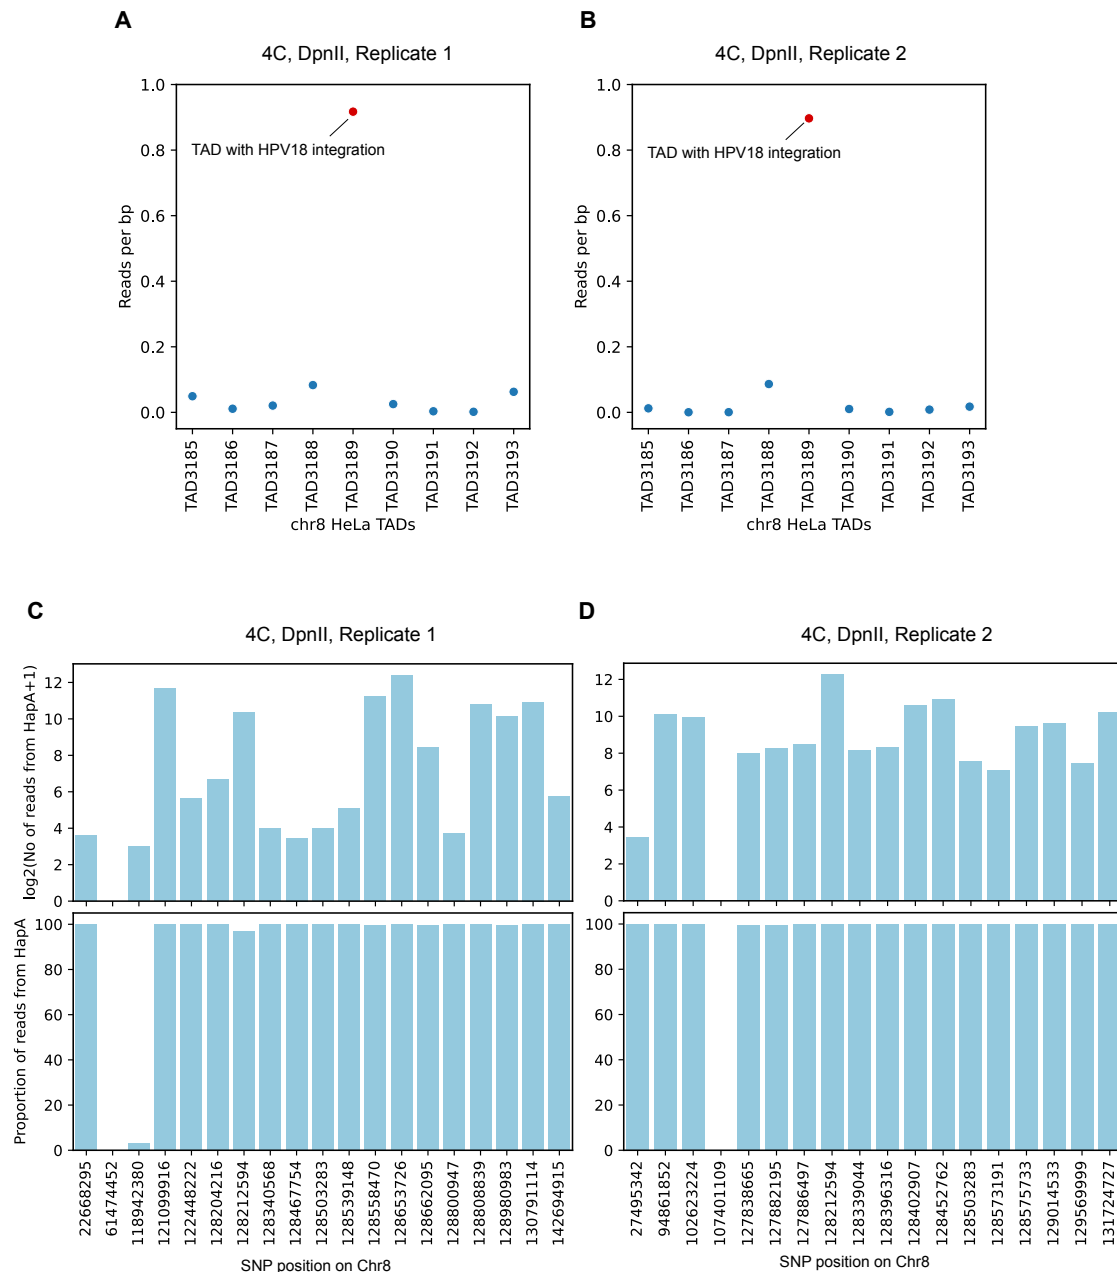 A
4C, DpnII, Replicate 1
1.0
0.8
0.6
0.4
0.2
0.0
Reads per bp
TAD with HPV18 integration
TAD3185
TAD3186
TAD3187
TAD3188
TAD3189
TAD3190
TAD3191
TAD3192
TAD3193
chr8 HeLa TADs
B
4C, DpnII, Replicate 2
1.0
0.8
0.6
0.4
0.2
0.0
Reads per bp
TAD with HPV18 integration
TAD3185
TAD3186
TAD3187
TAD3188
TAD3189
TAD3190
TAD3191
TAD3192
TAD3193
chr8 HeLa TADs
C
4C, DpnII, Replicate 1
12
10
8
6
4
2
0
log2(No of reads from HapA+1)
100
80
60
40
20
0
Proportion of reads from HapA
22668295
61474452
118942380
121099916
122448222
128204216
128212594
128340568
128467754
128503283
128539148
128558470
128653726
128662095
128800947
128808839
128980983
130791114
142694915
SNP position on Chr8
D
4C, DpnII, Replicate 2
12
10
8
6
4
2
0
100
80
60
40
20
0
27495342
94861852
102623224
107401109
127838665
127882195
127886497
128212594
128339044
128396316
128402907
128452762
128503283
128573191
128575733
129014533
129569999
131724727
SNP position on Chr8